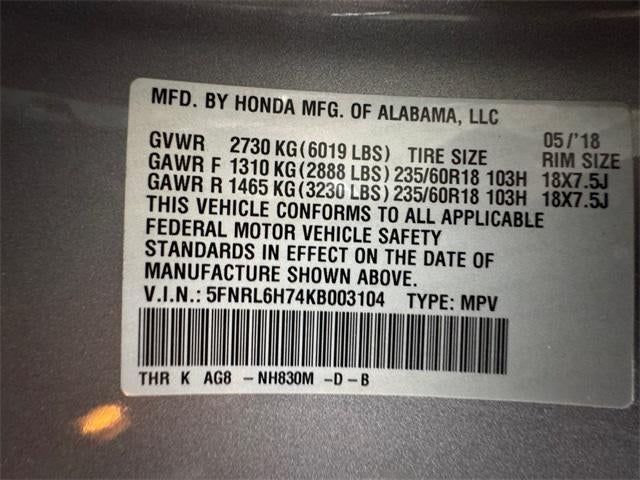 MFD. BY HONDA MFG. OF ALABAMA, LLC
GVWR 2730 KG (6019 LBS) TIRE SIZE 05/'18 RIM SIZE
GAWR F 1310 KG (2888 LBS) 235/60R18 103H 18X7.5J
GAWR R 1465 KG (3230 LBS) 235/60R18 103H 18X7.5J
THIS VEHICLE CONFORMS TO ALL APPLICABLE
FEDERAL MOTOR VEHICLE SAFETY
STANDARDS IN EFFECT ON THE DATE OF
MANUFACTURE SHOWN ABOVE.
V.I.N.: 5FNRL6H74KB003104 TYPE: MPV
THR K AG8 -NH830M -D-B